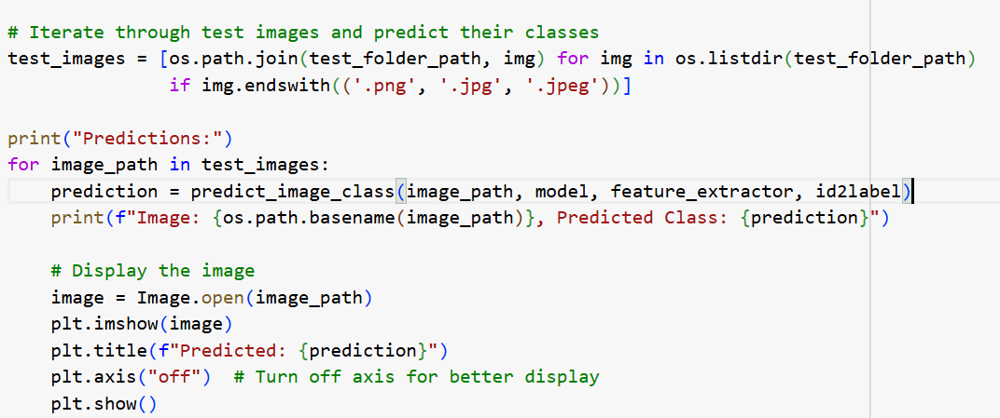 # Iterate through test images and predict their classes
test_images = [os.path.join(test_folder_path, img) for img in os.listdir(test_folder_path)
               if img.endswith(('.png', '.jpg', '.jpeg'))]

print("Predictions:")
for image_path in test_images:
    prediction = predict_image_class(image_path, model, feature_extractor, id2label)
    print(f"Image: {os.path.basename(image_path)}, Predicted Class: {prediction}")

    # Display the image
    image = Image.open(image_path)
    plt.imshow(image)
    plt.title(f"Predicted: {prediction}")
    plt.axis("off")  # Turn off axis for better display
    plt.show()